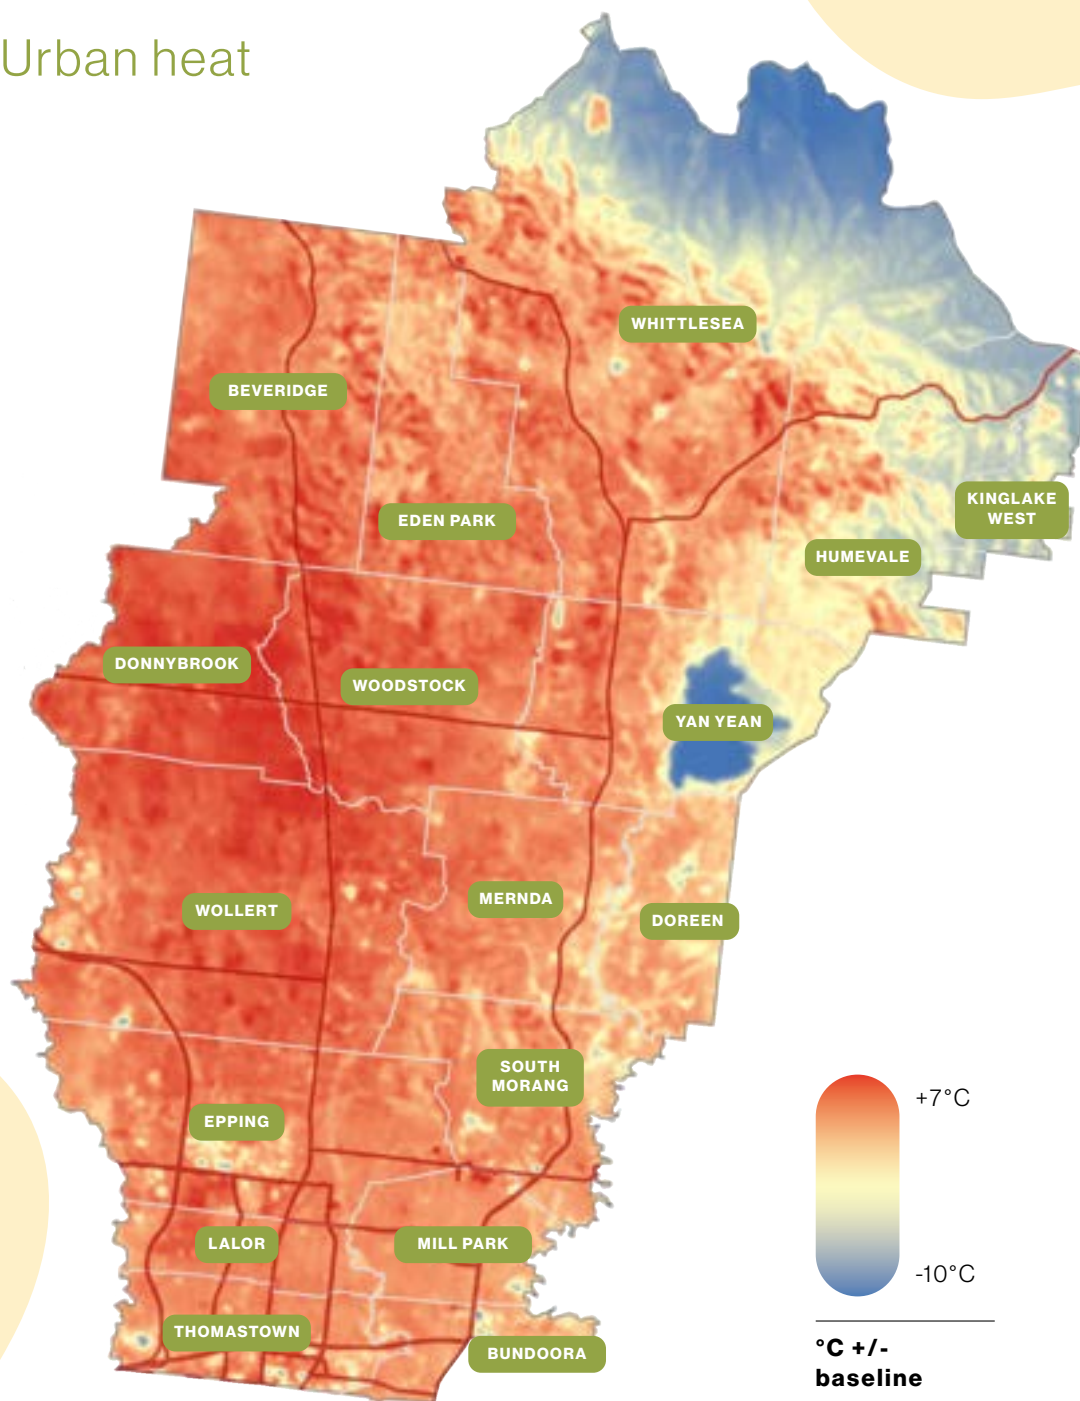 Urban heat
WHITTLESEA
BEVERIDGE
EDEN PARK
KINGLAKE
WEST
HUMEVALE
DONNYBROOK
WOODSTOCK
YAN YEAN
WOLLERT
MERNDA
DOREEN
SOUTH
MORANG
EPPING
LALOR
MILL PARK
THOMASTOWN
BUNDOORA
+7°C
-10°C
°C +/-
baseline